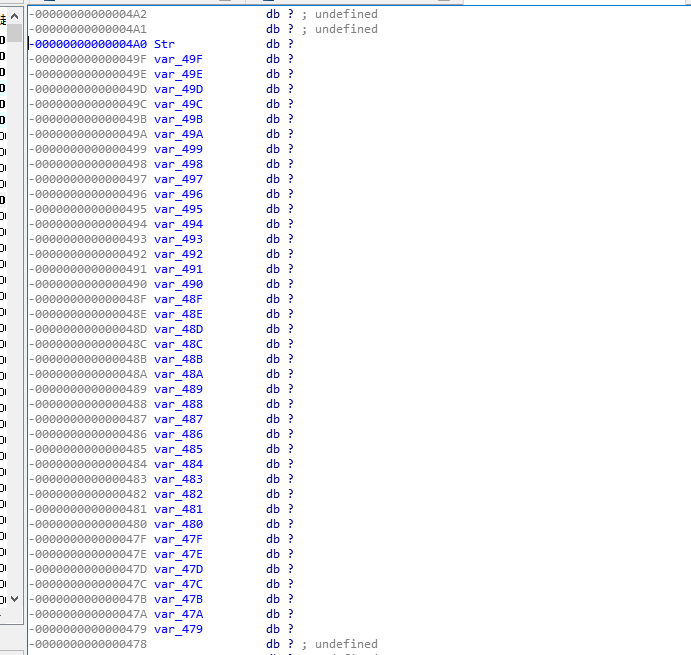 -00000000000004A2 db ? ; undefined
-00000000000004A1 db ? ; undefined
-00000000000004A0 Str db ?
-000000000000049F var_49F db ?
-000000000000049E var_49E db ?
-000000000000049D var_49D db ?
-000000000000049C var_49C db ?
-000000000000049B var_49B db ?
-000000000000049A var_49A db ?
-0000000000000499 var_499 db ?
-0000000000000498 var_498 db ?
-0000000000000497 var_497 db ?
-0000000000000496 var_496 db ?
-0000000000000495 var_495 db ?
-0000000000000494 var_494 db ?
-0000000000000493 var_493 db ?
-0000000000000492 var_492 db ?
-0000000000000491 var_491 db ?
-0000000000000490 var_490 db ?
-000000000000048F var_48F db ?
-000000000000048E var_48E db ?
-000000000000048D var_48D db ?
-000000000000048C var_48C db ?
-000000000000048B var_48B db ?
-000000000000048A var_48A db ?
-0000000000000489 var_489 db ?
-0000000000000488 var_488 db ?
-0000000000000487 var_487 db ?
-0000000000000486 var_486 db ?
-0000000000000485 var_485 db ?
-0000000000000484 var_484 db ?
-0000000000000483 var_483 db ?
-0000000000000482 var_482 db ?
-0000000000000481 var_481 db ?
-0000000000000480 var_480 db ?
-000000000000047F var_47F db ?
-000000000000047E var_47E db ?
-000000000000047D var_47D db ?
-000000000000047C var_47C db ?
-000000000000047B var_47B db ?
-000000000000047A var_47A db ?
-0000000000000479 var_479 db ?
-0000000000000478 db ? ; undefined